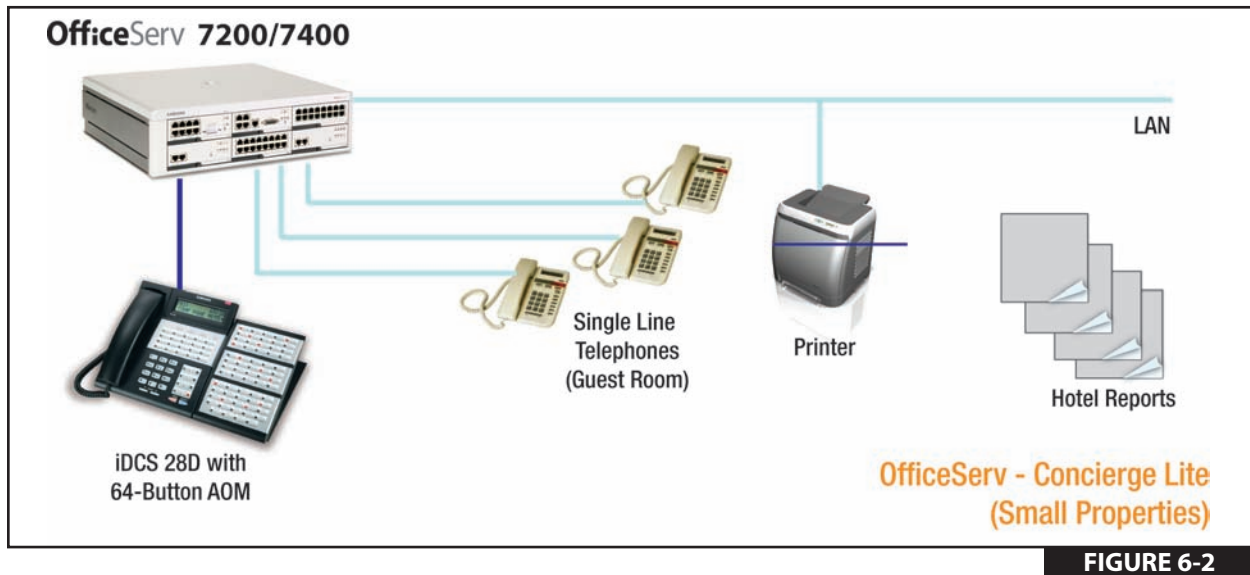 OfficeServ 7200/7400
LAN
Single Line
Telephones
(Guest Room)
Printer
Hotel Reports
iDCS 28D with
64-Button AOM
OfficeServ - Concierge Lite
(Small Properties)
FIGURE 6-2